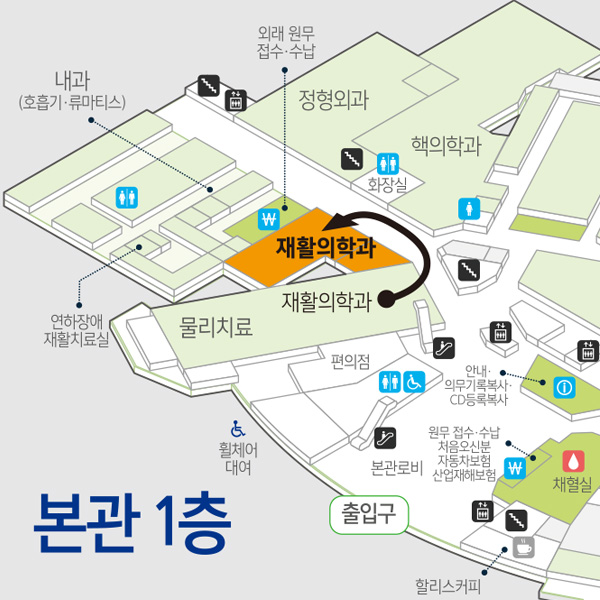 외래 원무
접수·수납
내과
(호흡기·류마티스)
정형외과
핵의학과
화장실
₩
재활의학과
재활의학과
물리치료
연하장애
재활치료실
편의점
안내·
의무기록복사·
CD등록복사
휠체어
대여
원무 접수·수납
처음오신분
자동차보험
산업재해보험
₩
채혈실
본관로비
출입구
본관 1층
할리스커피